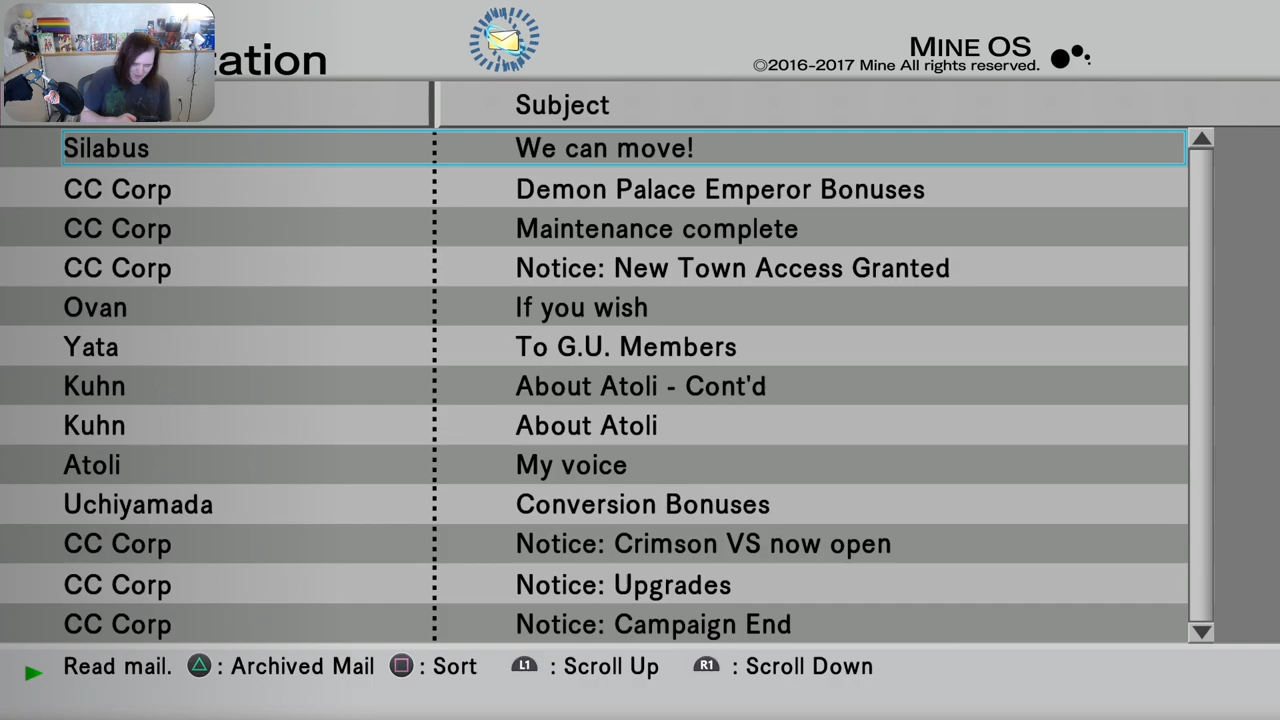 tation
MINE OS
©2016-2017 Mine All rights reserved.
Subject
Silabus We can move!
CC Corp Demon Palace Emperor Bonuses
CC Corp Maintenance complete
CC Corp Notice: New Town Access Granted
Ovan If you wish
Yata To G.U. Members
Kuhn About Atoli - Cont'd
Kuhn About Atoli
Atoli My voice
Uchiyamada Conversion Bonuses
CC Corp Notice: Crimson VS now open
CC Corp Notice: Upgrades
CC Corp Notice: Campaign End
Read mail. : Archived Mail : Sort L1 : Scroll Up R1 : Scroll Down